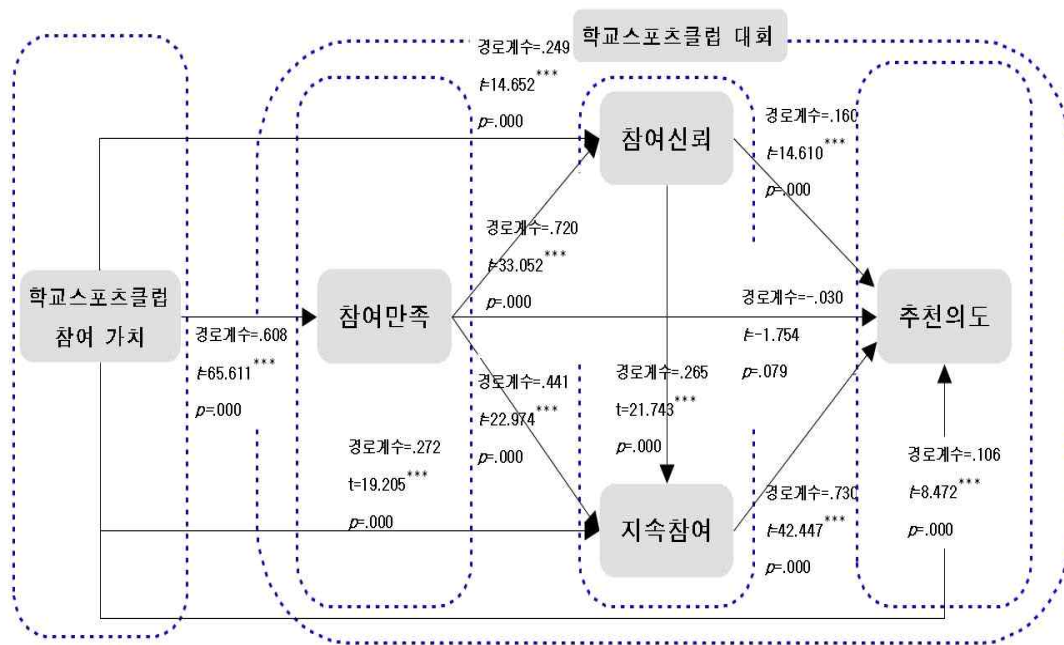 학교스포츠클럽 대회
경로계수=.249
t=14.652***
p=.000
참여신뢰
경로계수=.160
t=14.610***
p=.000
경로계수=.720
t=33.052***
p=.000
학교스포츠클럽
참여 가치
경로계수=.608
t=65.611***
p=.000
참여만족
경로계수=-.030
t=-1.754
p=.079
추천의도
경로계수=.441
t=22.974***
p=.000
경로계수=.265
t=21.743***
p=.000
경로계수=.272
t=19.205***
p=.000
지속참여
경로계수=.730
t=42.447***
p=.000
경로계수=.106
t=8.472***
p=.000